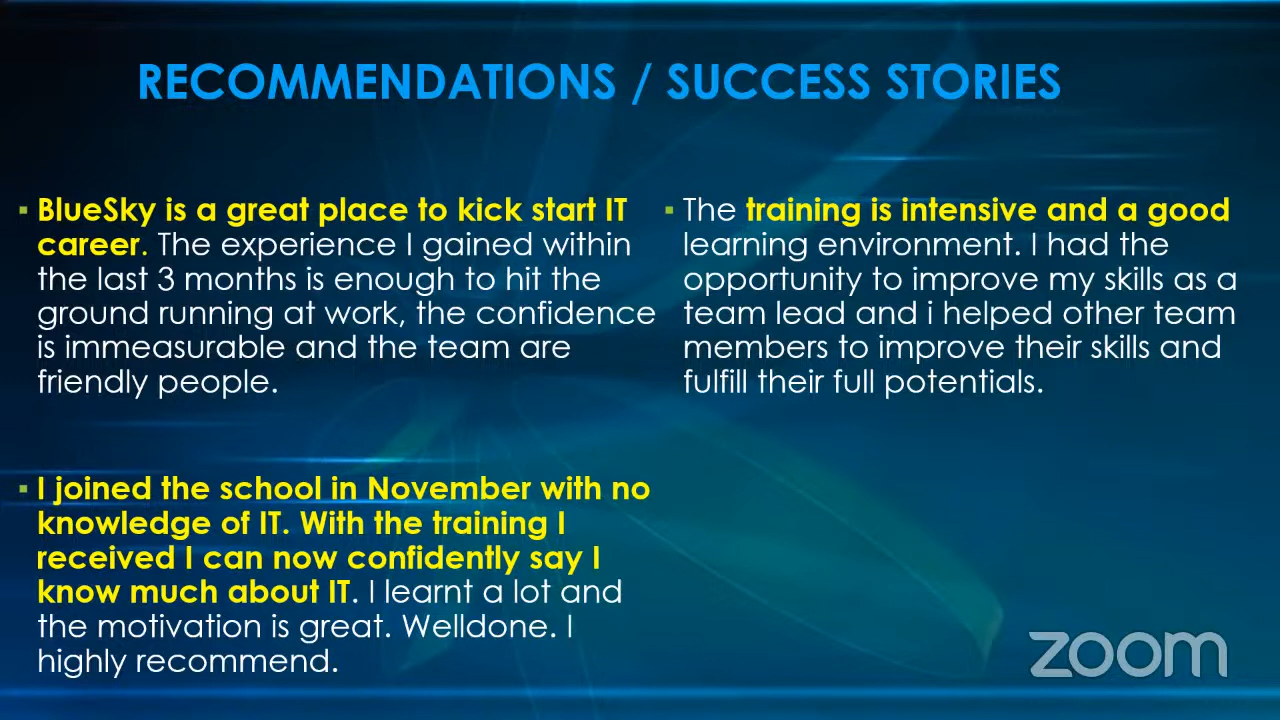 RECOMMENDATIONS / SUCCESS STORIES
▪ BlueSky is a great place to kick start IT
career. The experience I gained within
the last 3 months is enough to hit the
ground running at work, the confidence
is immeasurable and the team are
friendly people.
▪ I joined the school in November with no
knowledge of IT. With the training I
received I can now confidently say I
know much about IT. I learnt a lot and
the motivation is great. Welldone. I
highly recommend.
▪ The training is intensive and a good
learning environment. I had the
opportunity to improve my skills as a
team lead and i helped other team
members to improve their skills and
fulfill their full potentials.
zoom